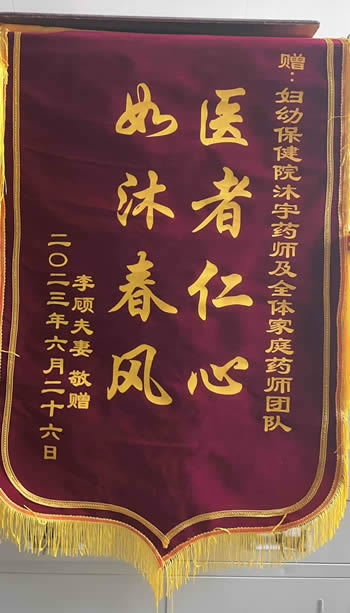 赠：妇幼保健院沐宇药师及全体家庭药师团队
医者仁心
如沐春风
李顾夫妻 敬赠
二〇二三年六月二十六日